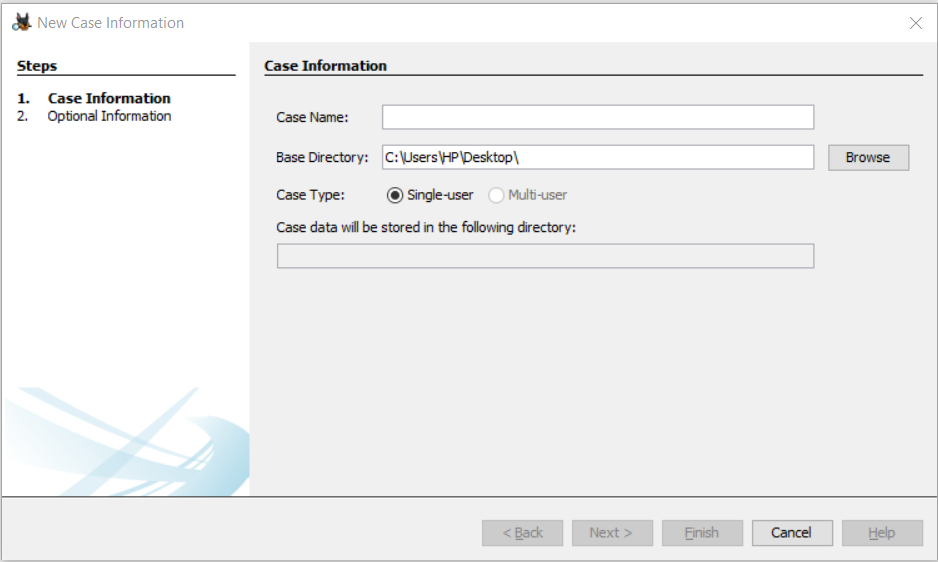 New Case Information
Steps
1. Case Information
2. Optional Information
Case Information
Case Name:
Base Directory: C:\Users\HP\Desktop\ Browse
Case Type: Single-user Multi-user
Case data will be stored in the following directory:
< Back Next > Finish Cancel Help